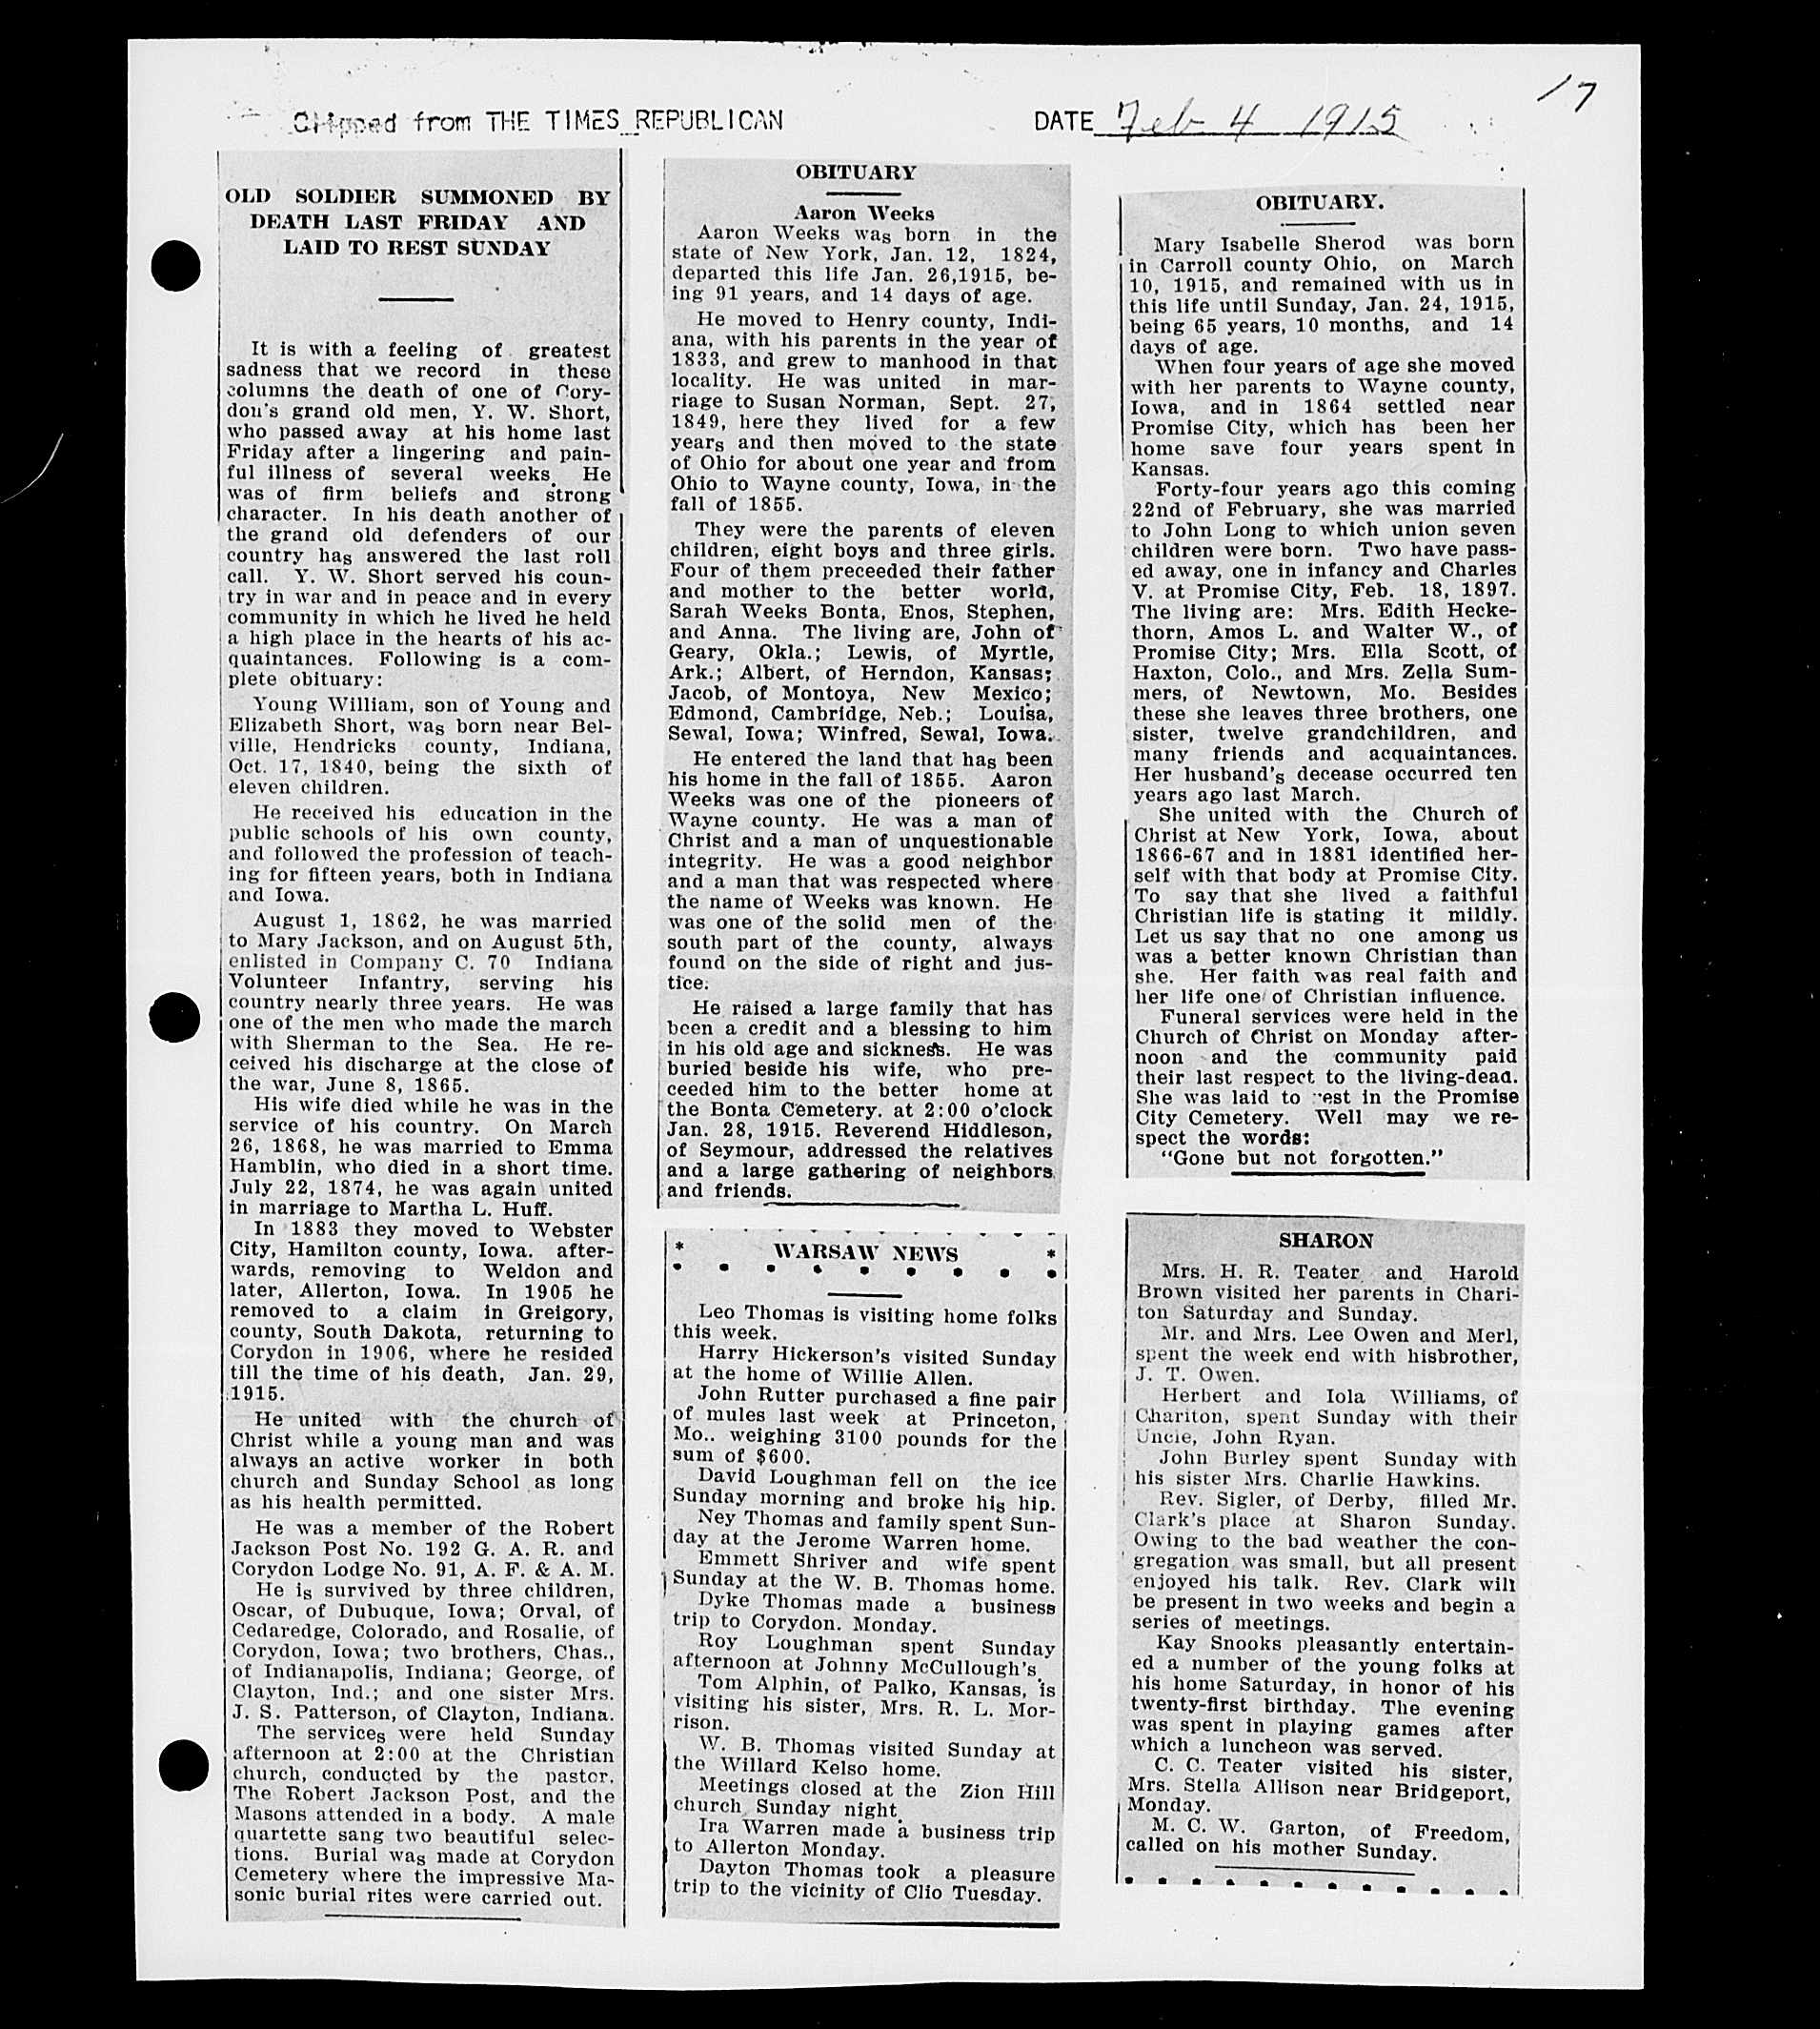 17
Clipped from THE TIMES REPUBLICAN
DATE Feb 4 1915
OLD SOLDIER SUMMONED BY
DEATH LAST FRIDAY AND
LAID TO REST SUNDAY
It is with a feeling of greatest
sadness that we record in these
columns the death of one of Cory-
don's grand old men, Y. W. Short,
who passed away at his home last
Friday after a lingering and pain-
ful illness of several weeks. He
was of firm beliefs and strong
character. In his death another of
the grand old defenders of our
country has answered the last roll
call. Y. W. Short served his coun-
try in war and in peace and in every
community in which he lived he held
a high place in the hearts of his ac-
quaintances. Following is a com-
plete obituary:
Young William, son of Young and
Elizabeth Short, was born near Bel-
ville, Hendricks county, Indiana,
Oct. 17, 1840, being the sixth of
eleven children.
He received his education in the
public schools of his own county,
and followed the profession of teach-
ing for fifteen years, both in Indiana
and Iowa.
August 1, 1862, he was married
to Mary Jackson, and on August 5th,
enlisted in Company C. 70 Indiana
Volunteer Infantry, serving his
country nearly three years. He was
one of the men who made the march
with Sherman to the Sea. He re-
ceived his discharge at the close of
the war, June 8, 1865.
His wife died while he was in the
service of his country. On March
26, 1868, he was married to Emma
Hamblin, who died in a short time.
July 22, 1874, he was again united
in marriage to Martha L. Huff.
In 1883 they moved to Webster
City, Hamilton county, Iowa. after-
wards, removing to Weldon and
later, Allerton, Iowa. In 1905 he
removed to a claim in Greigory,
county, South Dakota, returning to
Corydon in 1906, where he resided
till the time of his death, Jan. 29,
1915.
He united with the church of
Christ while a young man and was
always an active worker in both
church and Sunday School as long
as his health permitted.
He was a member of the Robert
Jackson Post No. 192 G. A. R. and
Corydon Lodge No. 91, A. F. & A. M.
He is survived by three children,
Oscar, of Dubuque, Iowa; Orval, of
Cedaredge, Colorado, and Rosalie, of
Corydon, Iowa; two brothers, Chas.,
of Indianapolis, Indiana; George, of
Clayton, Ind.; and one sister Mrs.
J. S. Patterson, of Clayton, Indiana.
The services were held Sunday
afternoon at 2:00 at the Christian
church, conducted by the pastor.
The Robert Jackson Post, and the
Masons attended in a body. A male
quartette sang two beautiful selec-
tions. Burial was made at Corydon
Cemetery where the impressive Ma-
sonic burial rites were carried out.
OBITUARY
Aaron Weeks
Aaron Weeks was born in the
state of New York, Jan. 12, 1824,
departed this life Jan. 26,1915, be-
ing 91 years, and 14 days of age.
He moved to Henry county, Indi-
ana, with his parents in the year of
1833, and grew to manhood in that
locality. He was united in mar-
riage to Susan Norman, Sept. 27,
1849, here they lived for a few
years and then moved to the state
of Ohio for about one year and from
Ohio to Wayne county, Iowa, in the
fall of 1855.
They were the parents of eleven
children, eight boys and three girls.
Four of them preceeded their father
and mother to the better world,
Sarah Weeks Bonta, Enos, Stephen,
and Anna. The living are, John of
Geary, Okla.; Lewis, of Myrtle,
Ark.; Albert, of Herndon, Kansas;
Jacob, of Montoya, New Mexico;
Edmond, Cambridge, Neb.; Louisa,
Sewal, Iowa; Winfred, Sewal, Iowa.
He entered the land that has been
his home in the fall of 1855. Aaron
Weeks was one of the pioneers of
Wayne county. He was a man of
Christ and a man of unquestionable
integrity. He was a good neighbor
and a man that was respected where
the name of Weeks was known. He
was one of the solid men of the
south part of the county, always
found on the side of right and jus-
tice.
He raised a large family that has
been a credit and a blessing to him
in his old age and sickness. He was
buried beside his wife, who pre-
ceeded him to the better home at
the Bonta Cemetery. at 2:00 o'clock
Jan. 28, 1915. Reverend Hiddleson,
of Seymour, addressed the relatives
and a large gathering of neighbors
and friends.
* WARSAW NEWS *
Leo Thomas is visiting home folks
this week.
Harry Hickerson's visited Sunday
at the home of Willie Allen.
John Rutter purchased a fine pair
of mules last week at Princeton,
Mo.. weighing 3100 pounds for the
sum of $600.
David Loughman fell on the ice
Sunday morning and broke his hip.
Ney Thomas and family spent Sun-
day at the Jerome Warren home.
Emmett Shriver and wife spent
Sunday at the W. B. Thomas home.
Dyke Thomas made a business
trip to Corydon. Monday.
Roy Loughman spent Sunday
afternoon at Johnny McCullough's.
Tom Alphin, of Palko, Kansas, is
visiting his sister, Mrs. R. L. Mor-
rison.
W. B. Thomas visited Sunday at
the Willard Kelso home.
Meetings closed at the Zion Hill
church Sunday night.
Ira Warren made a business trip
to Allerton Monday.
Dayton Thomas took a pleasure
trip to the vicinity of Clio Tuesday.
OBITUARY.
Mary Isabelle Sherod was born
in Carroll county Ohio, on March
10, 1915, and remained with us in
this life until Sunday, Jan. 24, 1915,
being 65 years, 10 months, and 14
days of age.
When four years of age she moved
with her parents to Wayne county,
Iowa, and in 1864 settled near
Promise City, which has been her
home save four years spent in
Kansas.
Forty-four years ago this coming
22nd of February, she was married
to John Long to which union seven
children were born. Two have pass-
ed away, one in infancy and Charles
V. at Promise City, Feb. 18, 1897.
The living are: Mrs. Edith Hecke-
thorn, Amos L. and Walter W., of
Promise City; Mrs. Ella Scott, of
Haxton, Colo., and Mrs. Zella Sum-
mers, of Newtown, Mo. Besides
these she leaves three brothers, one
sister, twelve grandchildren, and
many friends and acquaintances.
Her husband's decease occurred ten
years ago last March.
She united with the Church of
Christ at New York, Iowa, about
1866-67 and in 1881 identified her-
self with that body at Promise City.
To say that she lived a faithful
Christian life is stating it mildly.
Let us say that no one among us
was a better known Christian than
she. Her faith was real faith and
her life one of Christian influence.
Funeral services were held in the
Church of Christ on Monday after-
noon and the community paid
their last respect to the living-dead.
She was laid to rest in the Promise
City Cemetery. Well may we re-
spect the words:
"Gone but not forgotten."
SHARON
Mrs. H. R. Teater and Harold
Brown visited her parents in Chari-
ton Saturday and Sunday.
Mr. and Mrs. Lee Owen and Merl,
spent the week end with hisbrother,
J. T. Owen.
Herbert and Iola Williams, of
Chariton, spent Sunday with their
Uncle, John Ryan.
John Burley spent Sunday with
his sister Mrs. Charlie Hawkins.
Rev. Sigler, of Derby, filled Mr.
Clark's place at Sharon Sunday.
Owing to the bad weather the con-
gregation was small, but all present
enjoyed his talk. Rev. Clark will
be present in two weeks and begin a
series of meetings.
Kay Snooks pleasantly entertain-
ed a number of the young folks at
his home Saturday, in honor of his
twenty-first birthday. The evening
was spent in playing games after
which a luncheon was served.
C. C. Teater visited his sister,
Mrs. Stella Allison near Bridgeport,
Monday.
M. C. W. Garton, of Freedom,
called on his mother Sunday.